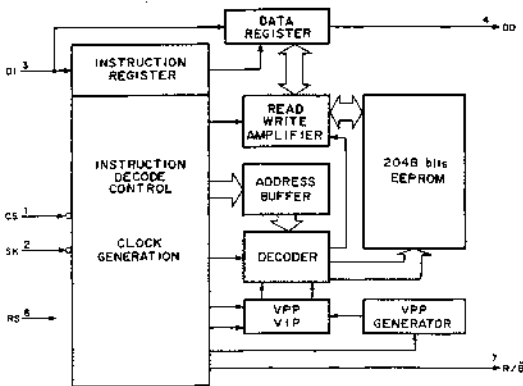 DATA
REGISTER
4
DO
DI 3
INSTRUCTION
REGISTER
READ
WRITE
AMPLIFIER
2048 bits
EEPROM
INSTRUCTION
DECODE
CONTROL
ADDRESS
BUFFER
CS 1
SK 2
CLOCK
GENERATION
DECODER
RS 6
VPP
VIP
VPP
GENERATOR
7
R/B̅